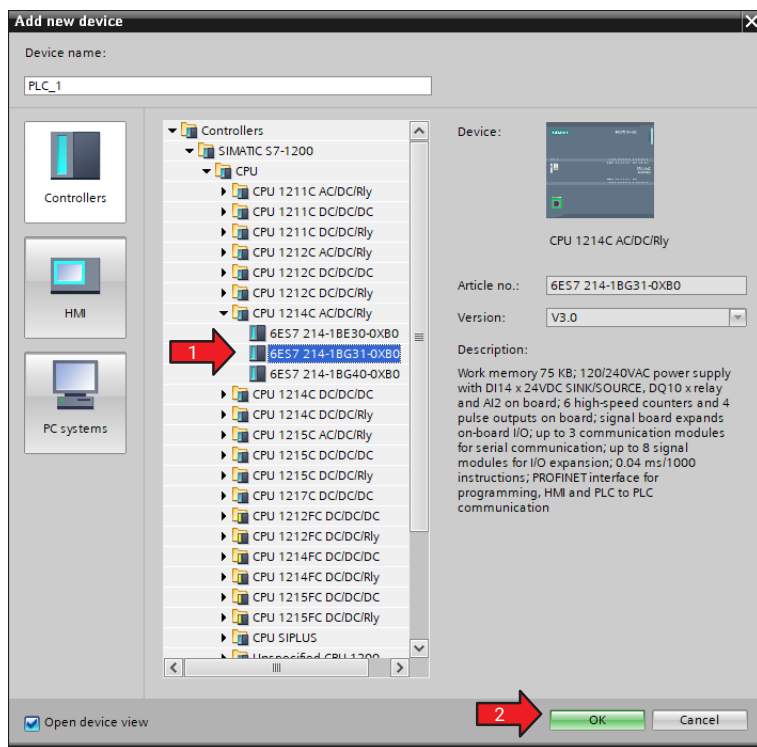 Add new device
Device name:
PLC_1
Controllers
HMI
PC systems
Controllers
SIMATIC S7-1200
CPU
CPU 1211C AC/DC/Rly
CPU 1211C DC/DC/DC
CPU 1211C DC/DC/Rly
CPU 1212C AC/DC/Rly
CPU 1212C DC/DC/DC
CPU 1212C DC/DC/Rly
CPU 1214C AC/DC/Rly
6ES7 214-1BE30-0XB0
1
6ES7 214-1BG31-0XB0
6ES7 214-1BG40-0XB0
CPU 1214C DC/DC/DC
CPU 1214C DC/DC/Rly
CPU 1215C AC/DC/Rly
CPU 1215C DC/DC/DC
CPU 1215C DC/DC/Rly
CPU 1217C DC/DC/DC
CPU 1212FC DC/DC/DC
CPU 1212FC DC/DC/Rly
CPU 1214FC DC/DC/DC
CPU 1214FC DC/DC/Rly
CPU 1215FC DC/DC/DC
CPU 1215FC DC/DC/Rly
CPU SIPLUS
Unspecified CPU 1200
Device:
SIEMENS
CPU 1214C AC/DC/Rly
Article no.:
6ES7 214-1BG31-0XB0
Version:
V3.0
Description:
Work memory 75 KB; 120/240VAC power supply
with DI14 x 24VDC SINK/SOURCE, DQ10 x relay
and AI2 on board; 6 high-speed counters and 4
pulse outputs on board; signal board expands
on-board I/O; up to 3 communication modules
for serial communication; up to 8 signal
modules for I/O expansion; 0.04 ms/1000
instructions; PROFINET interface for
programming, HMI and PLC to PLC
communication
Open device view
2
OK
Cancel